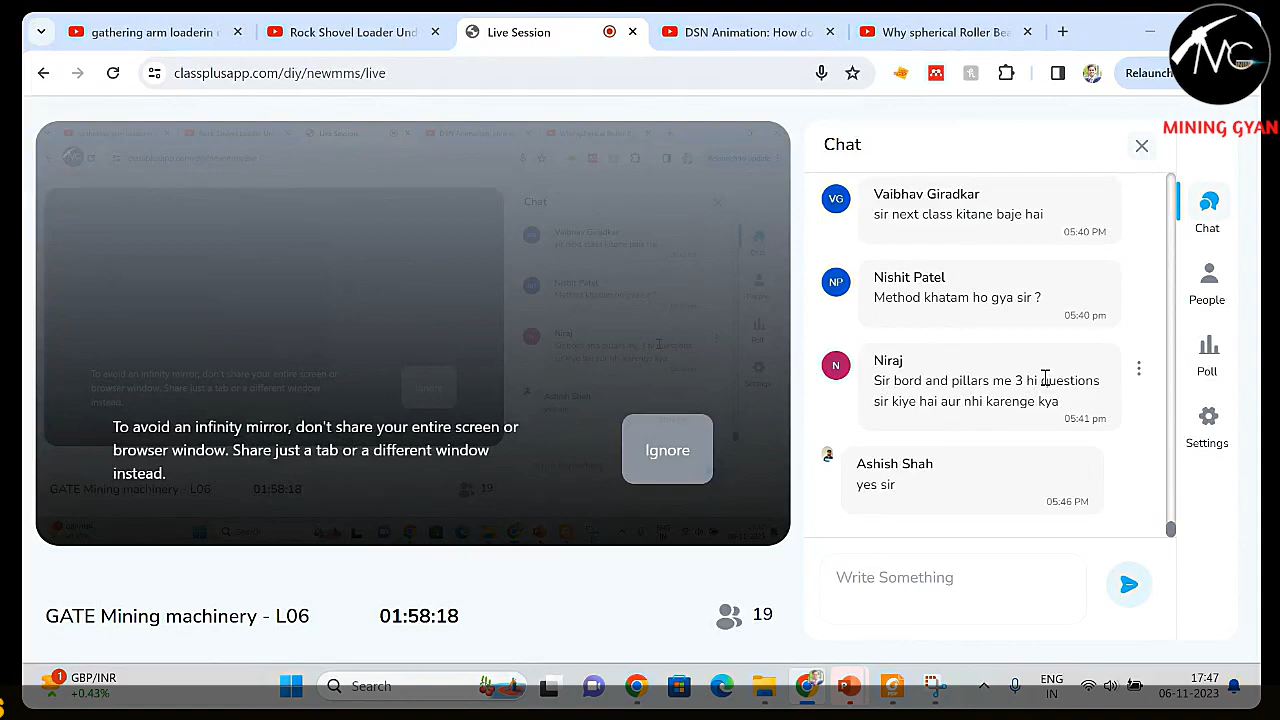 gathering arm loaderin
Rock Shovel Loader Und
Live Session
DSN Animation: How do
Why spherical Roller Bea
classplusapp.com/diy/newmms/live
Relaunch
MG
MINING GYAN
Chat
Vaibhav Giradkar
sir next class kitane baje hai
05:40 PM
VG
Nishit Patel
Method khatam ho gya sir ?
05:40 pm
NP
Niraj
Sir bord and pillars me 3 hi questions
sir kiye hai aur nhi karenge kya
05:41 pm
N
Ashish Shah
yes sir
05:46 PM
Write Something
Chat
People
Poll
Settings
To avoid an infinity mirror, don't share your entire screen or
browser window. Share just a tab or a different window
instead.
Ignore
GATE Mining machinery - L06
01:58:18
19
GBP/INR
+0.43%
1
Search
ENG
IN
17:47
06-11-2023